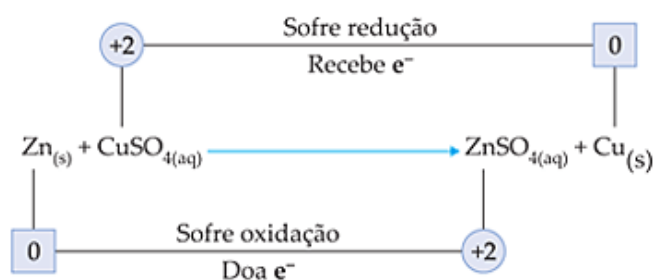 Sofre redução
+2 0
Recebe e⁻
Zn(s) + CuSO4(aq) ZnSO4(aq) + Cu(s)
Sofre oxidação
0 +2
Doa e⁻